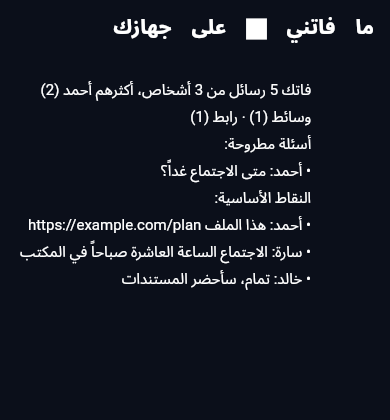 ما فاتني على جهازك
فاتك 5 رسائل من 3 أشخاص، أكثرهم أحمد (2)
وسائط (1) · رابط (1)
أسئلة مطروحة:
• أحمد: متى الاجتماع غداً؟
النقاط الأساسية:
• أحمد: هذا الملف https://example.com/plan
• سارة: الاجتماع الساعة العاشرة صباحاً في المكتب
• خالد: تمام، سأحضر المستندات